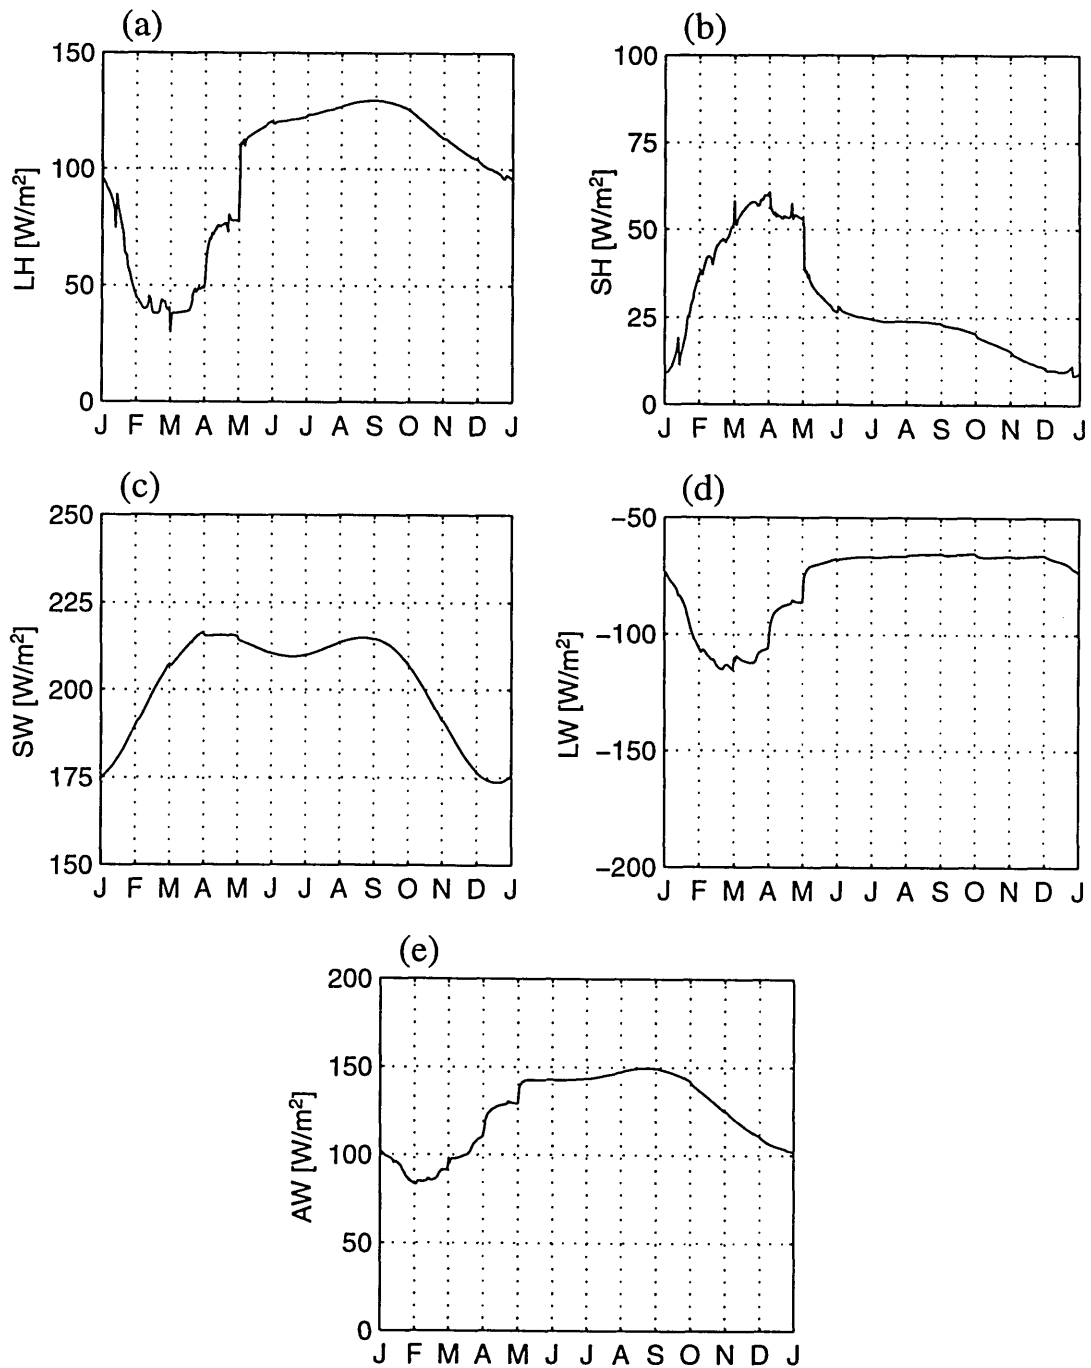 (a)
150
100
50
0
LH [W/m²]
J F M A M J J A S O N D J
(b)
100
75
50
25
0
SH [W/m²]
J F M A M J J A S O N D J
(c)
250
225
200
175
150
SW [W/m²]
J F M A M J J A S O N D J
(d)
−50
−100
−150
−200
LW [W/m²]
J F M A M J J A S O N D J
(e)
200
150
100
50
0
AW [W/m²]
J F M A M J J A S O N D J